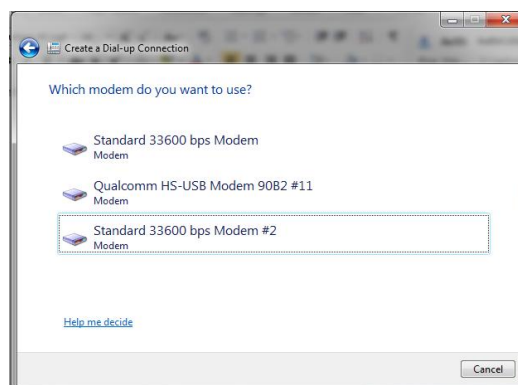 Create a Dial-up Connection
Which modem do you want to use?
Standard 33600 bps Modem
Modem
Qualcomm HS-USB Modem 90B2 #11
Modem
Standard 33600 bps Modem #2
Modem
Help me decide
Cancel